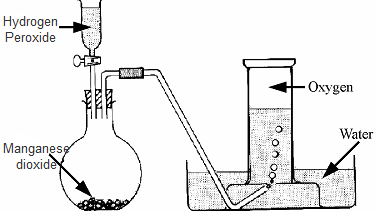 Hydrogen
Peroxide
Oxygen
Water
Manganese
dioxide